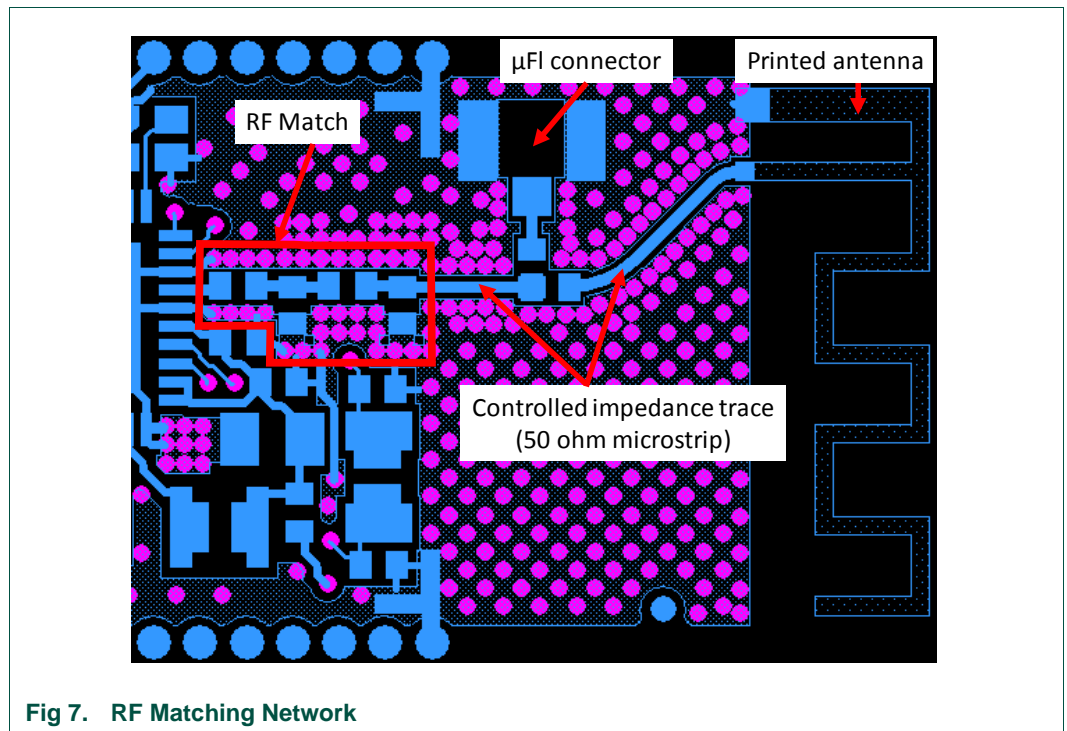 µFl connector
Printed antenna
RF Match
Controlled impedance trace
(50 ohm microstrip)
Fig 7. RF Matching Network